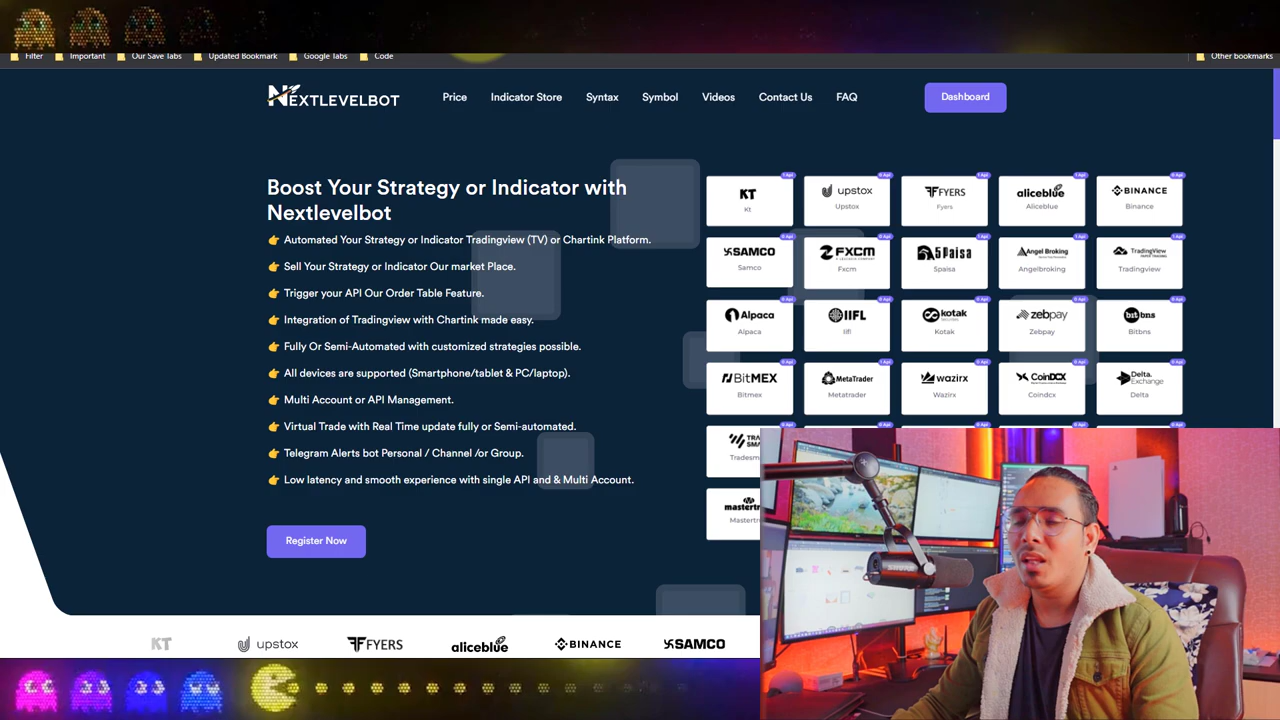 Filter
Important
Our Save Tabs
Updated Bookmark
Google Tabs
Code
Other bookmarks
NEXTLEVELBOT
Price
Indicator Store
Syntax
Symbol
Videos
Contact Us
FAQ
Dashboard
Boost Your Strategy or Indicator with
Nextlevelbot
👉 Automated Your Strategy or Indicator Tradingview (TV) or Chartink Platform.
👉 Sell Your Strategy or Indicator Our market Place.
👉 Trigger your API Our Order Table Feature.
👉 Integration of Tradingview with Chartink made easy.
👉 Fully Or Semi-Automated with customized strategies possible.
👉 All devices are supported (Smartphone/tablet & PC/laptop).
👉 Multi Account or API Management.
👉 Virtual Trade with Real Time update fully or Semi-automated.
👉 Telegram Alerts bot Personal / Channel /or Group.
👉 Low latency and smooth experience with single API and & Multi Account.
Register Now
KT
Kt
upstox
Upstox
FYERS
Fyers
aliceblue
Aliceblue
BINANCE
Binance
SAMCO
Samco
FXCM
Fxcm
5paisa
5paisa
Angel Broking
Angelbroking
TradingView
Tradingview
Alpaca
Alpaca
IIFL
Iifl
kotak
Kotak
zebpay
Zebpay
bitbns
Bitbns
BitMEX
Bitmex
MetaTrader
Metatrader
wazirx
Wazirx
CoinDCX
Coindcx
Delta.
Exchange
Delta
KT
upstox
FYERS
aliceblue
BINANCE
SAMCO